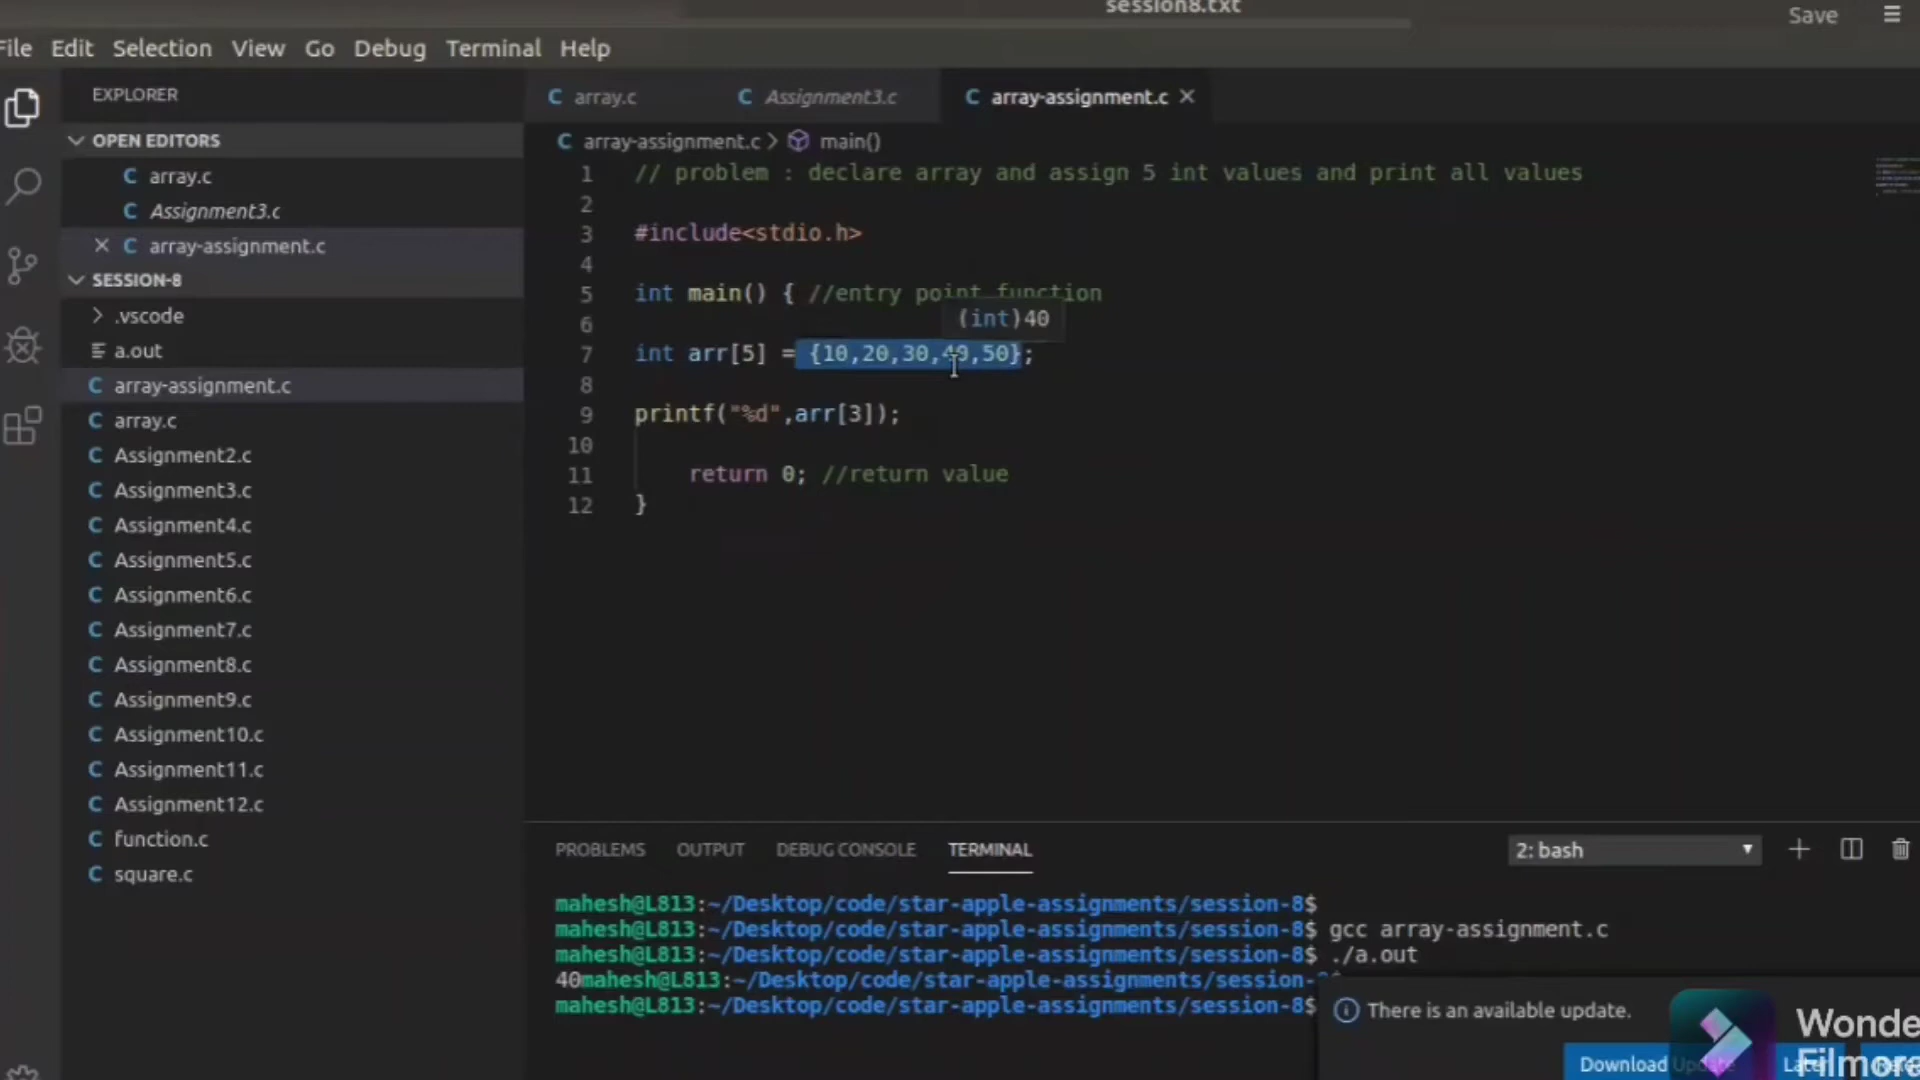 session8.txt
Save
File Edit Selection View Go Debug Terminal Help
EXPLORER
OPEN EDITORS
array.c
Assignment3.c
array-assignment.c
SESSION-8
.vscode
a.out
array-assignment.c
array.c
Assignment2.c
Assignment3.c
Assignment4.c
Assignment5.c
Assignment6.c
Assignment7.c
Assignment8.c
Assignment9.c
Assignment10.c
Assignment11.c
Assignment12.c
function.c
square.c
array.c Assignment3.c array-assignment.c
array-assignment.c > main()
1 // problem : declare array and assign 5 int values and print all values
2
3 #include<stdio.h>
4
5 int main() { //entry point function
(int)40
6
7 int arr[5] = {10,20,30,40,50};
8
9 printf("%d",arr[3]);
10
11 return 0; //return value
12 }
PROBLEMS OUTPUT DEBUG CONSOLE TERMINAL
2: bash
mahesh@L813:~/Desktop/code/star-apple-assignments/session-8$
mahesh@L813:~/Desktop/code/star-apple-assignments/session-8$ gcc array-assignment.c
mahesh@L813:~/Desktop/code/star-apple-assignments/session-8$ ./a.out
40mahesh@L813:~/Desktop/code/star-apple-assignments/session-
mahesh@L813:~/Desktop/code/star-apple-assignments/session-8$
There is an available update.
Download
Wonde
Filmora